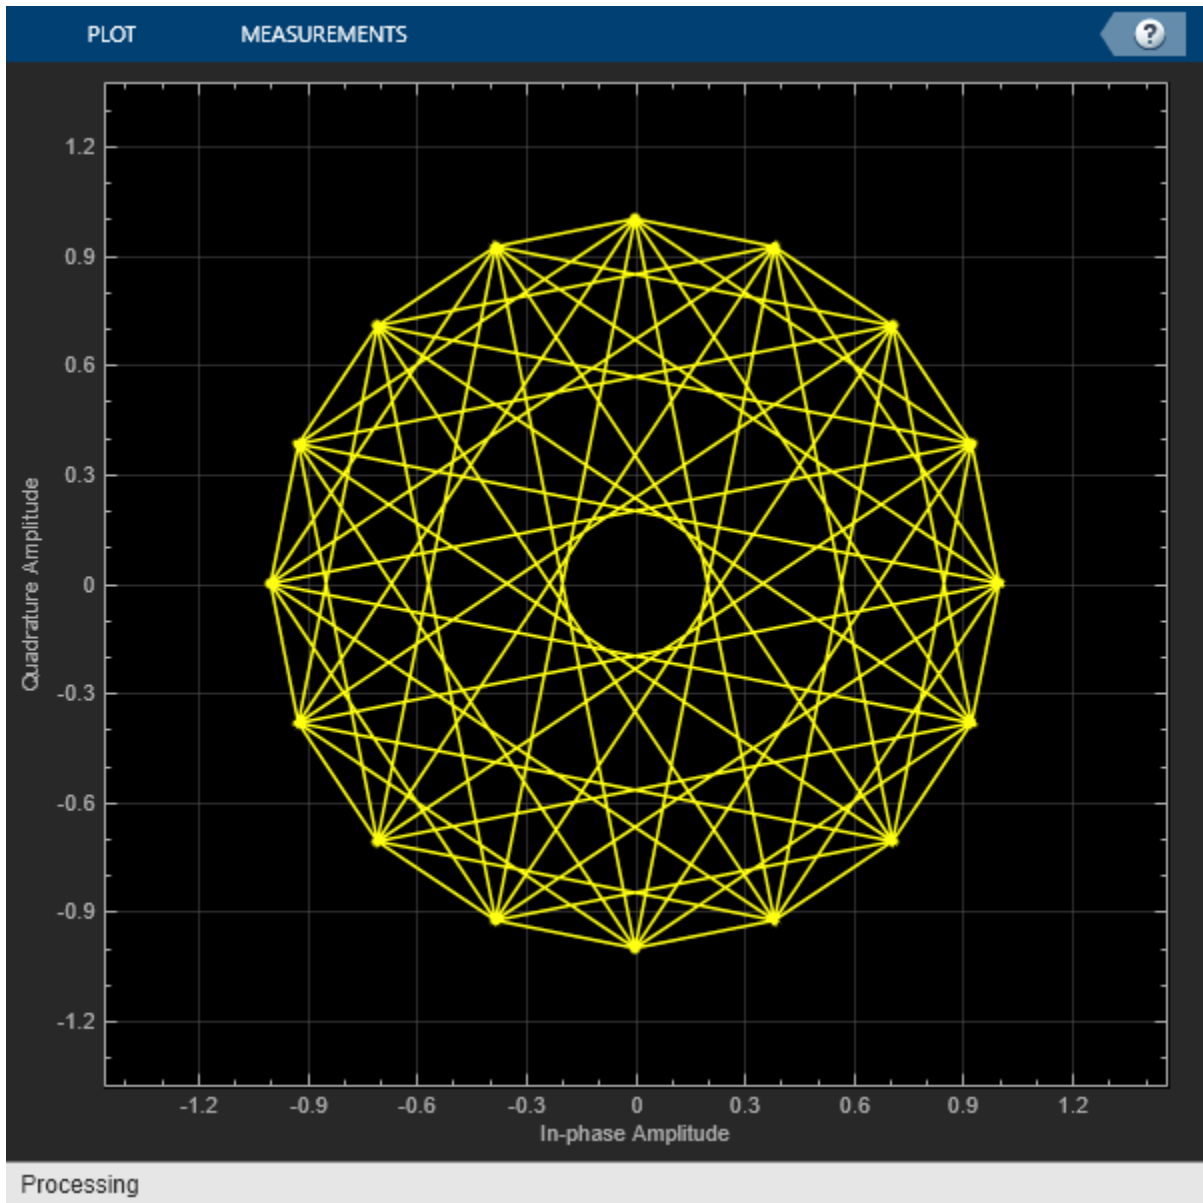 PLOT MEASUREMENTS ?
1.2
0.9
0.6
0.3
0
-0.3
-0.6
-0.9
-1.2
Quadrature Amplitude
-1.2 -0.9 -0.6 -0.3 0 0.3 0.6 0.9 1.2
In-phase Amplitude
Processing